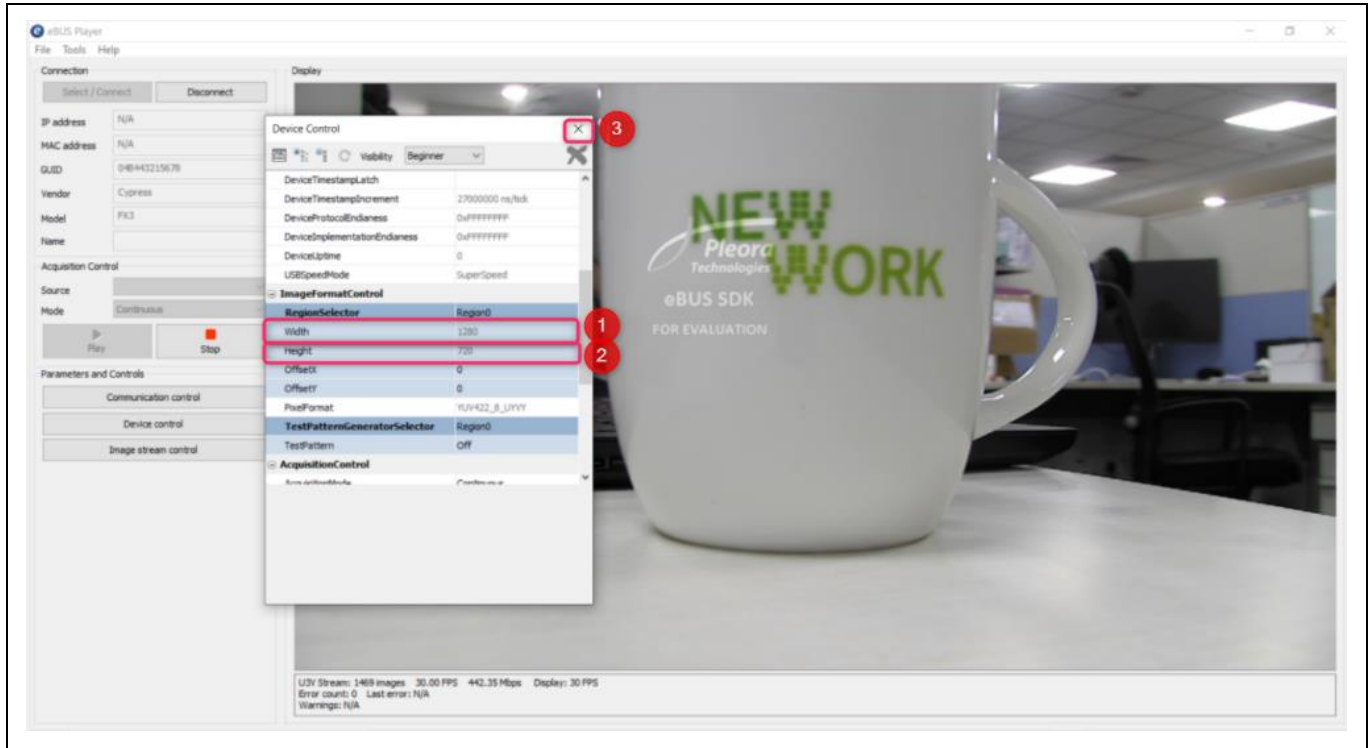 eBUS Player
File Tools Help
Connection
Select / Connect Disconnect
IP address N/A
MAC address N/A
GUID 04B443215678
Vendor Cypress
Model FX3
Name
Acquisition Control
Source
Mode Continuous
Play Stop
Parameters and Controls
Communication control
Device control
Image stream control
Display
Device Control
3
Visibility Beginner
DeviceTimestampLatch
DeviceTimestampIncrement 27000000 ns/tick
DeviceProtocolEndianess 0xFFFFFFFF
DeviceImplementationEndianess 0xFFFFFFFF
DeviceUptime 0
USBSpeedMode SuperSpeed
ImageFormatControl
RegionSelector Region0
Width 1280 1
Height 720 2
OffsetX 0
OffsetY 0
PixelFormat YUV422_8_UYVY
TestPatternGeneratorSelector Region0
TestPattern Off
AcquisitionControl
AcquisitionMode Continuous
NEW
WORK
Pleora
Technologies
eBUS SDK
FOR EVALUATION
U3V Stream: 1469 images 30.00 FPS 442.35 Mbps Display: 30 FPS
Error count: 0 Last error: N/A
Warnings: N/A